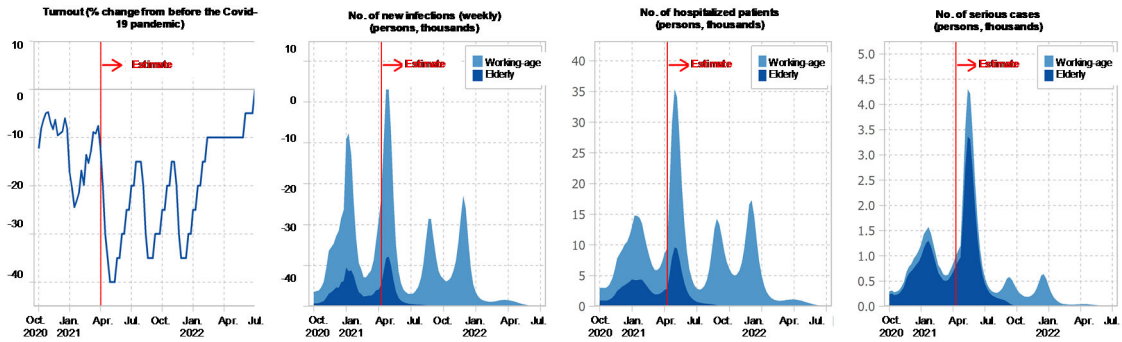 Turnout (% change from before the Covid-
19 pandemic)
10
0
-10
-20
-30
-40
Estimate
Oct. Jan. Apr. Jul. Oct. Jan. Apr. Jul.
2020 2021 2022
No. of new infections (weekly)
(persons, thousands)
10
0
-10
-20
-30
-40
Estimate
Working-age
Elderly
Oct. Jan. Apr. Jul. Oct. Jan. Apr. Jul.
2020 2021 2022
No. of hospitalized patients
(persons, thousands)
40
35
30
25
20
15
10
5
0
Estimate
Working-age
Elderly
Oct. Jan. Apr. Jul. Oct. Jan. Apr. Jul.
2020 2021 2022
No. of serious cases
(persons, thousands)
5.0
4.5
4.0
3.5
3.0
2.5
2.0
1.5
1.0
0.5
0.0
Estimate
Working-age
Elderly
Oct. Jan. Apr. Jul. Oct. Jan. Apr. Jul.
2020 2021 2022